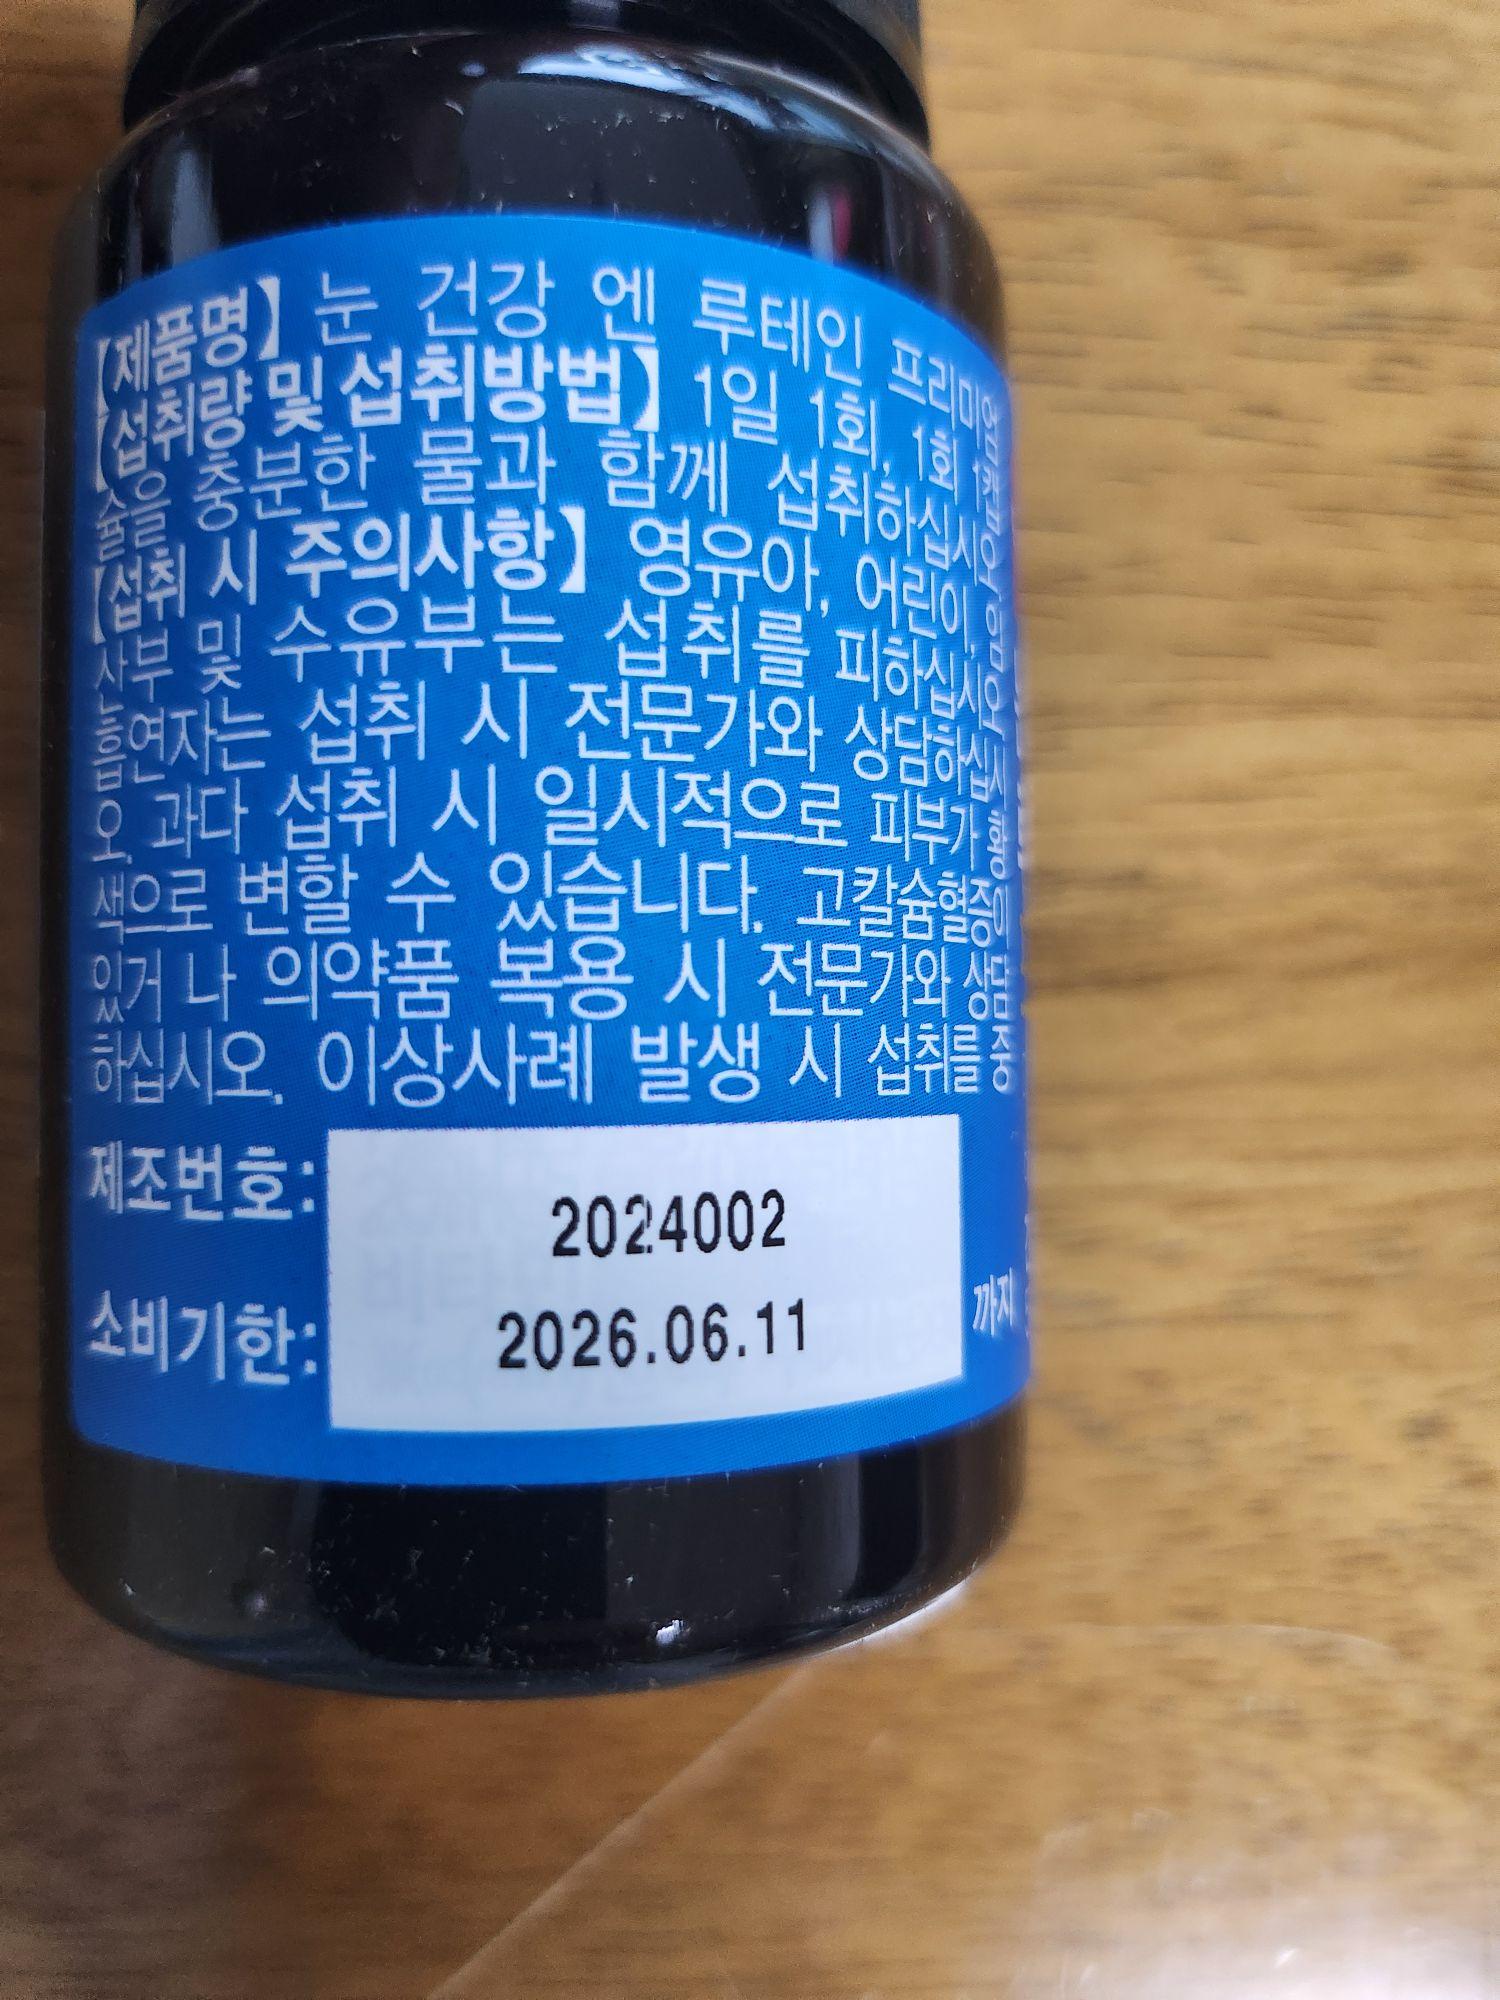 【제품명】 눈 건강 엔 루테인 프리미엄
【섭취량 및 섭취방법】 1일 1회, 1회 1캡
슐을 충분한 물과 함께 섭취하십시오.
【섭취 시 주의사항】 영유아, 어린이, 임
산부 및 수유부는 섭취를 피하십시오.
흡연자는 섭취 시 전문가와 상담하십시
오. 과다 섭취 시 일시적으로 피부가 황
색으로 변할 수 있습니다. 고칼슘혈증이
있거나 의약품 복용 시 전문가와 상담
하십시오. 이상사례 발생 시 섭취를 중
제조번호: 2024002
소비기한: 2026.06.11 까지